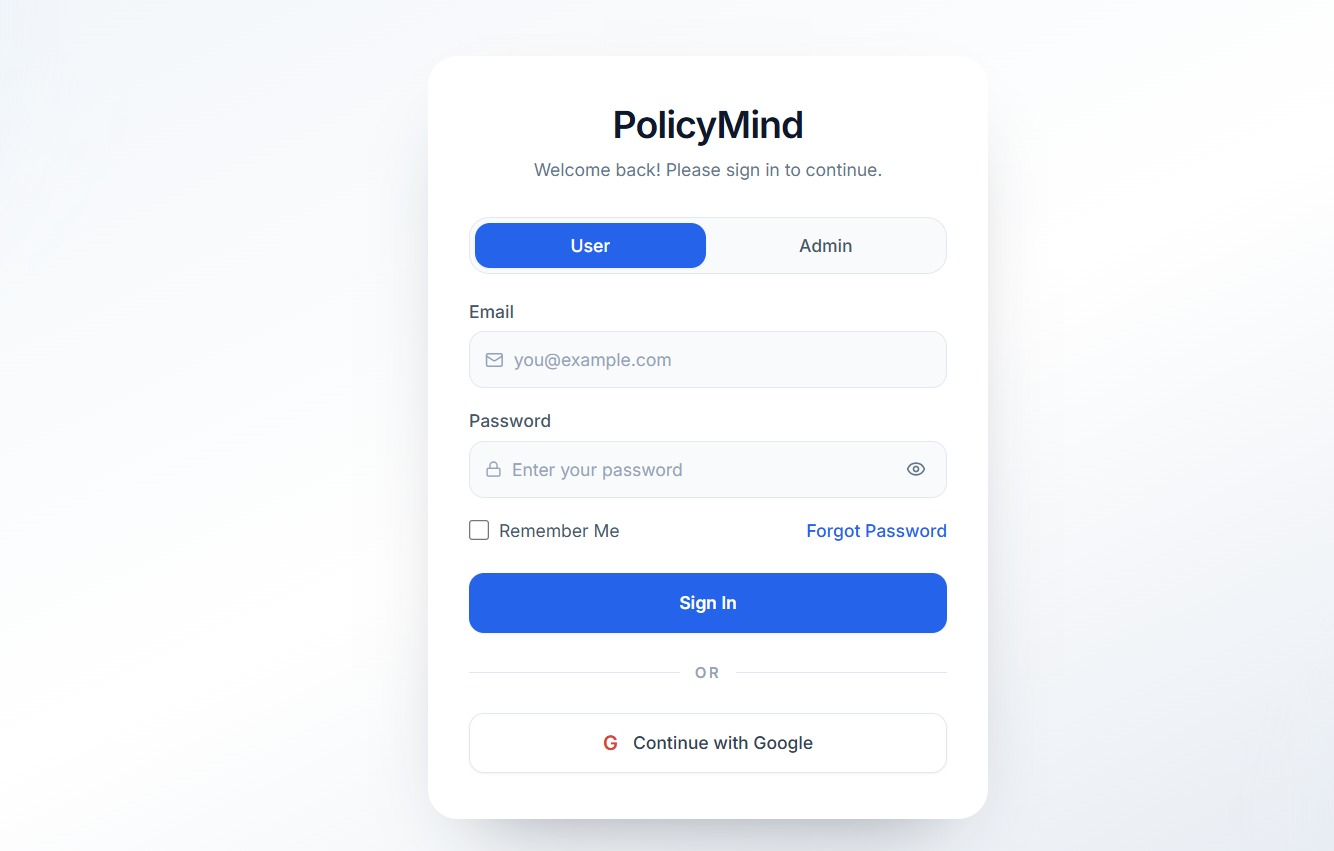 PolicyMind
Welcome back! Please sign in to continue.
User Admin
Email
you@example.com
Password
Enter your password
Remember Me Forgot Password
Sign In
OR
G Continue with Google